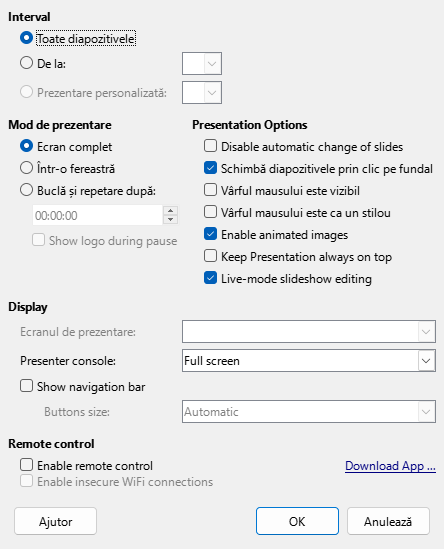 Interval
Toate diapozitivele
De la:
Prezentare personalizată:
Mod de prezentare
Ecran complet
Într-o fereastră
Buclă și repetare după:
00:00:00
Show logo during pause
Presentation Options
Disable automatic change of slides
Schimbă diapozitivele prin clic pe fundal
Vârful mausului este vizibil
Vârful mausului este ca un stilou
Enable animated images
Keep Presentation always on top
Live-mode slideshow editing
Display
Ecranul de prezentare:
Presenter console: Full screen
Show navigation bar
Buttons size: Automatic
Remote control
Enable remote control Download App ...
Enable insecure WiFi connections
Ajutor OK Anulează